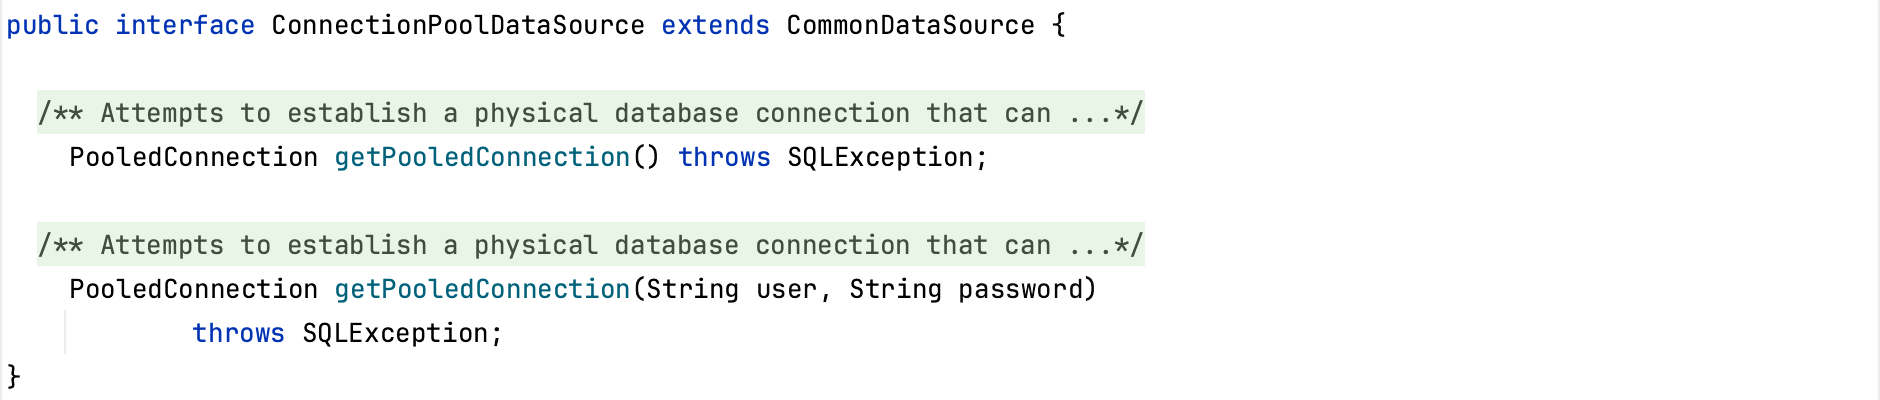 public interface ConnectionPoolDataSource extends CommonDataSource {
/** Attempts to establish a physical database connection that can ...*/
PooledConnection getPooledConnection() throws SQLException;
/** Attempts to establish a physical database connection that can ...*/
PooledConnection getPooledConnection(String user, String password)
throws SQLException;
}